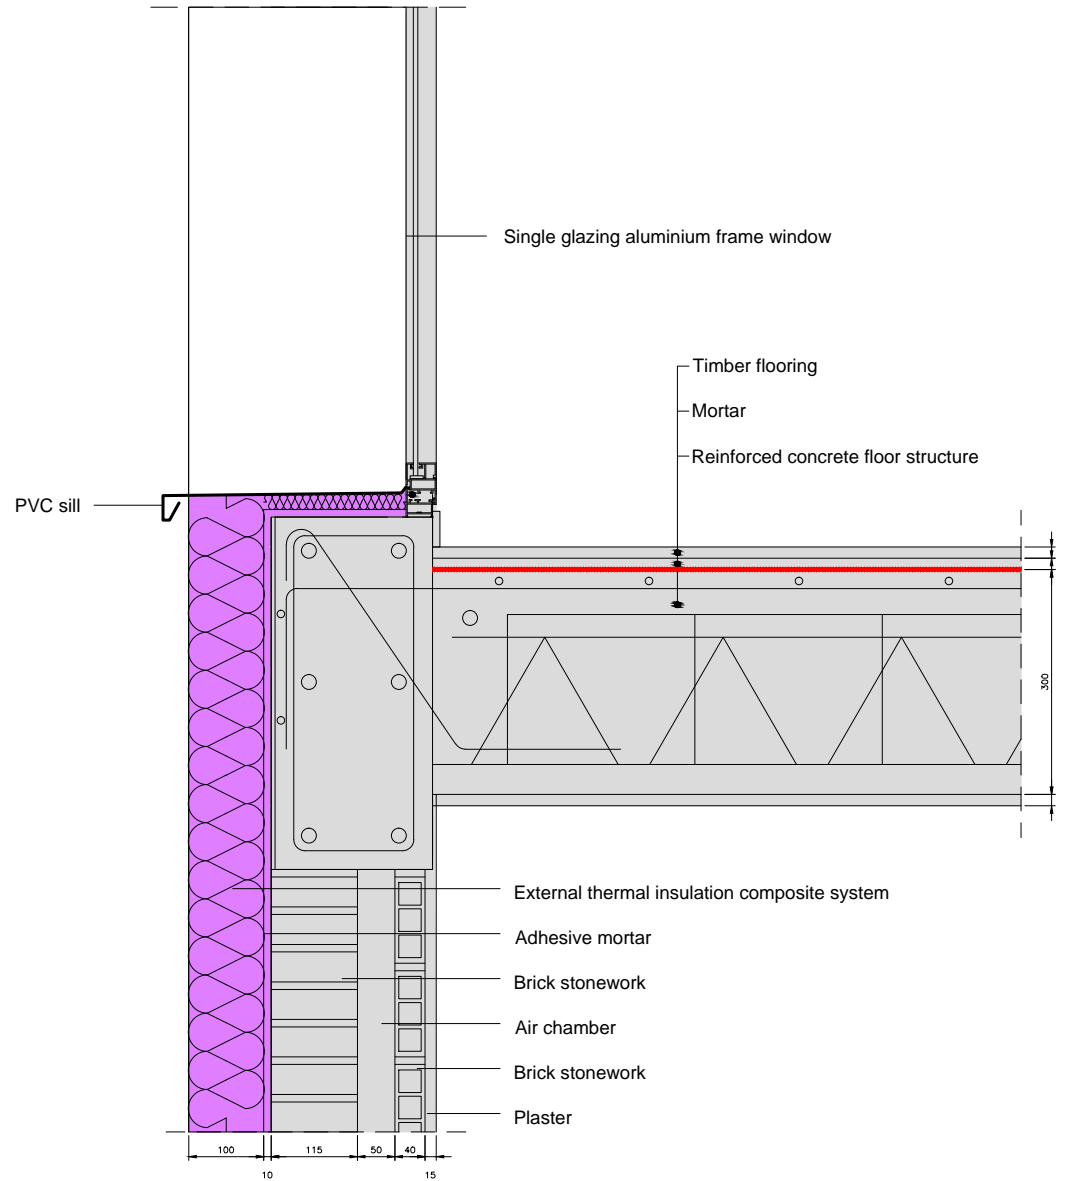 Single glazing aluminium frame window
Timber flooring
Mortar
Reinforced concrete floor structure
PVC sill
300
External thermal insulation composite system
Adhesive mortar
Brick stonework
Air chamber
Brick stonework
Plaster
100 115 50 40
10 15